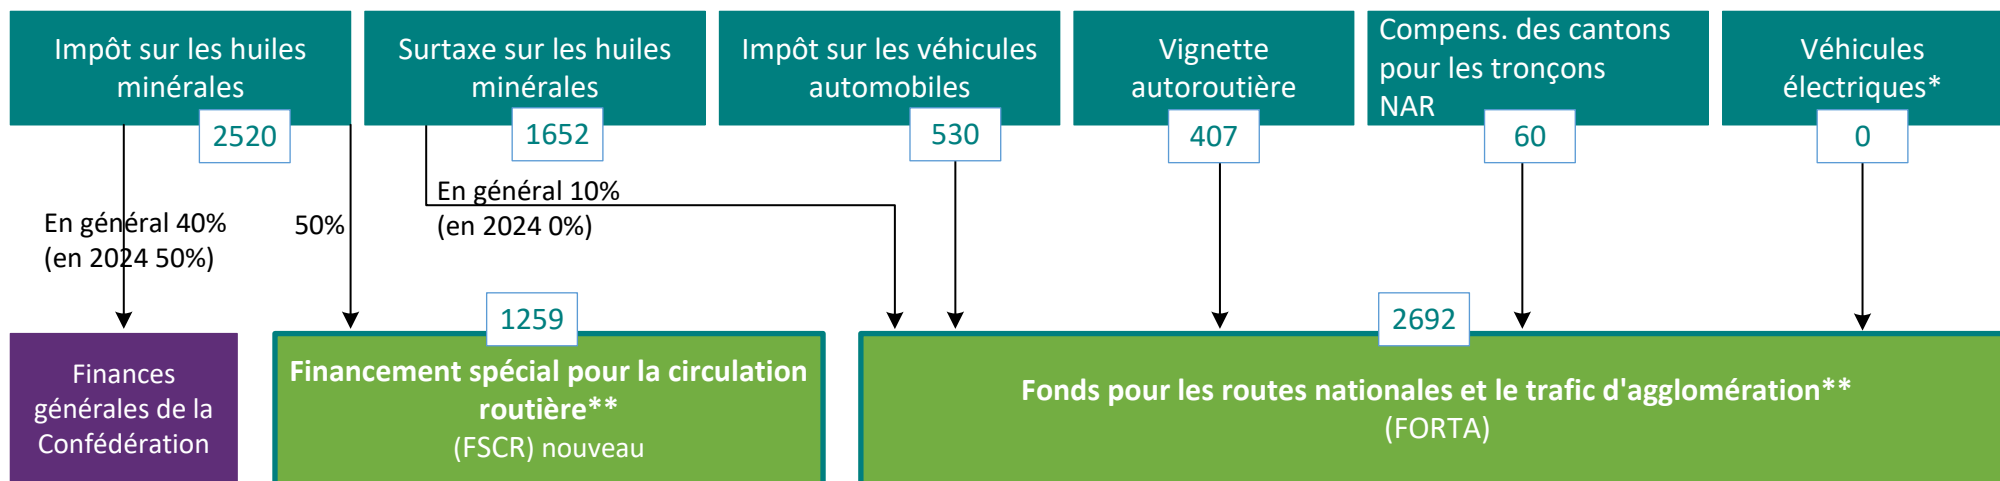 Impôt sur les huiles
minérales
2520
Surtaxe sur les huiles
minérales
1652
Impôt sur les véhicules
automobiles
530
Vignette
autoroutière
407
Compens. des cantons
pour les tronçons
NAR
60
Véhicules
électriques*
0
En général 40%
(en 2024 50%)
50%
En général 10%
(en 2024 0%)
Finances
générales de la
Confédération
1259
Financement spécial pour la circulation
routière**
(FSCR) nouveau
2692
Fonds pour les routes nationales et le trafic d'agglomération**
(FORTA)